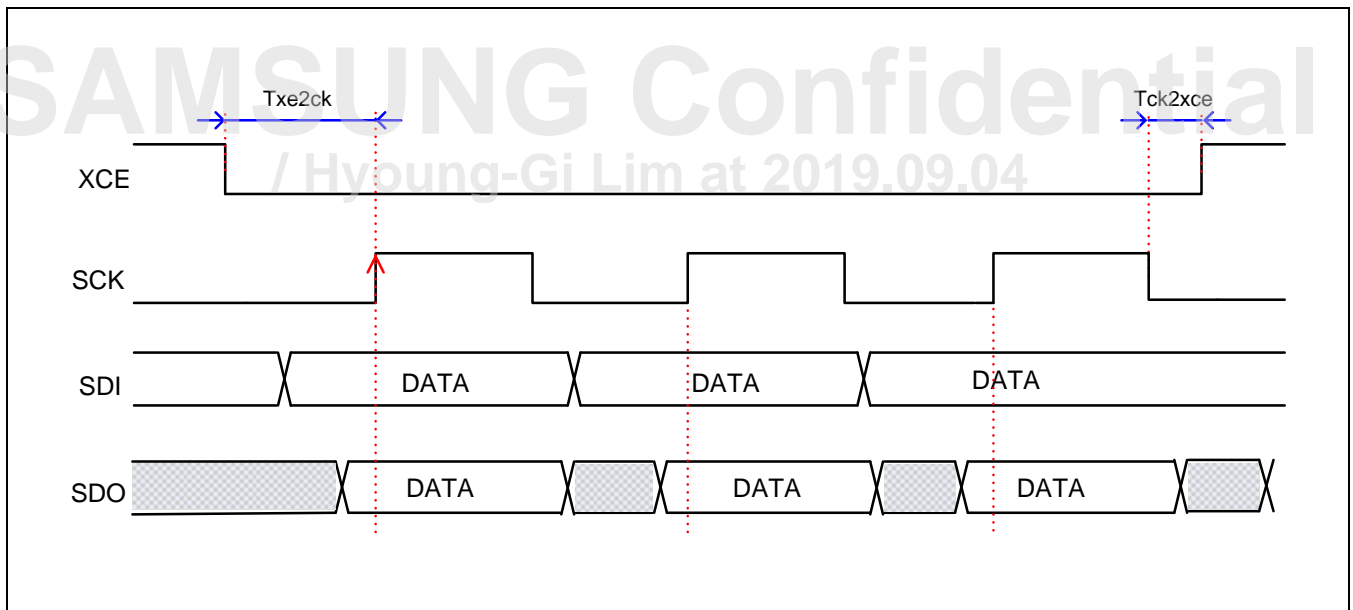 SAMSUNG Confidential
Txe2ck
Tck2xce
/ Hyoung-Gi Lim at 2019.09.04
XCE
SCK
SDI
DATA
DATA
DATA
SDO
DATA
DATA
DATA